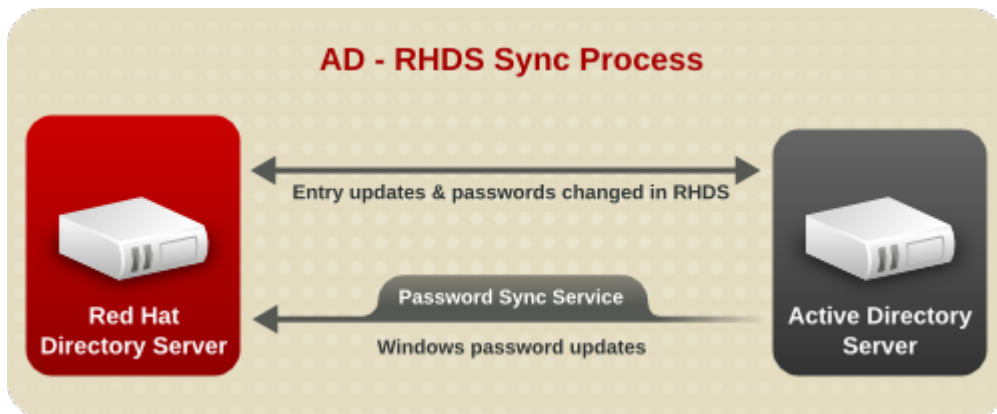 AD - RHDS Sync Process
Entry updates & passwords changed in RHDS
Password Sync Service
Windows password updates
Red Hat
Directory Server
Active Directory
Server